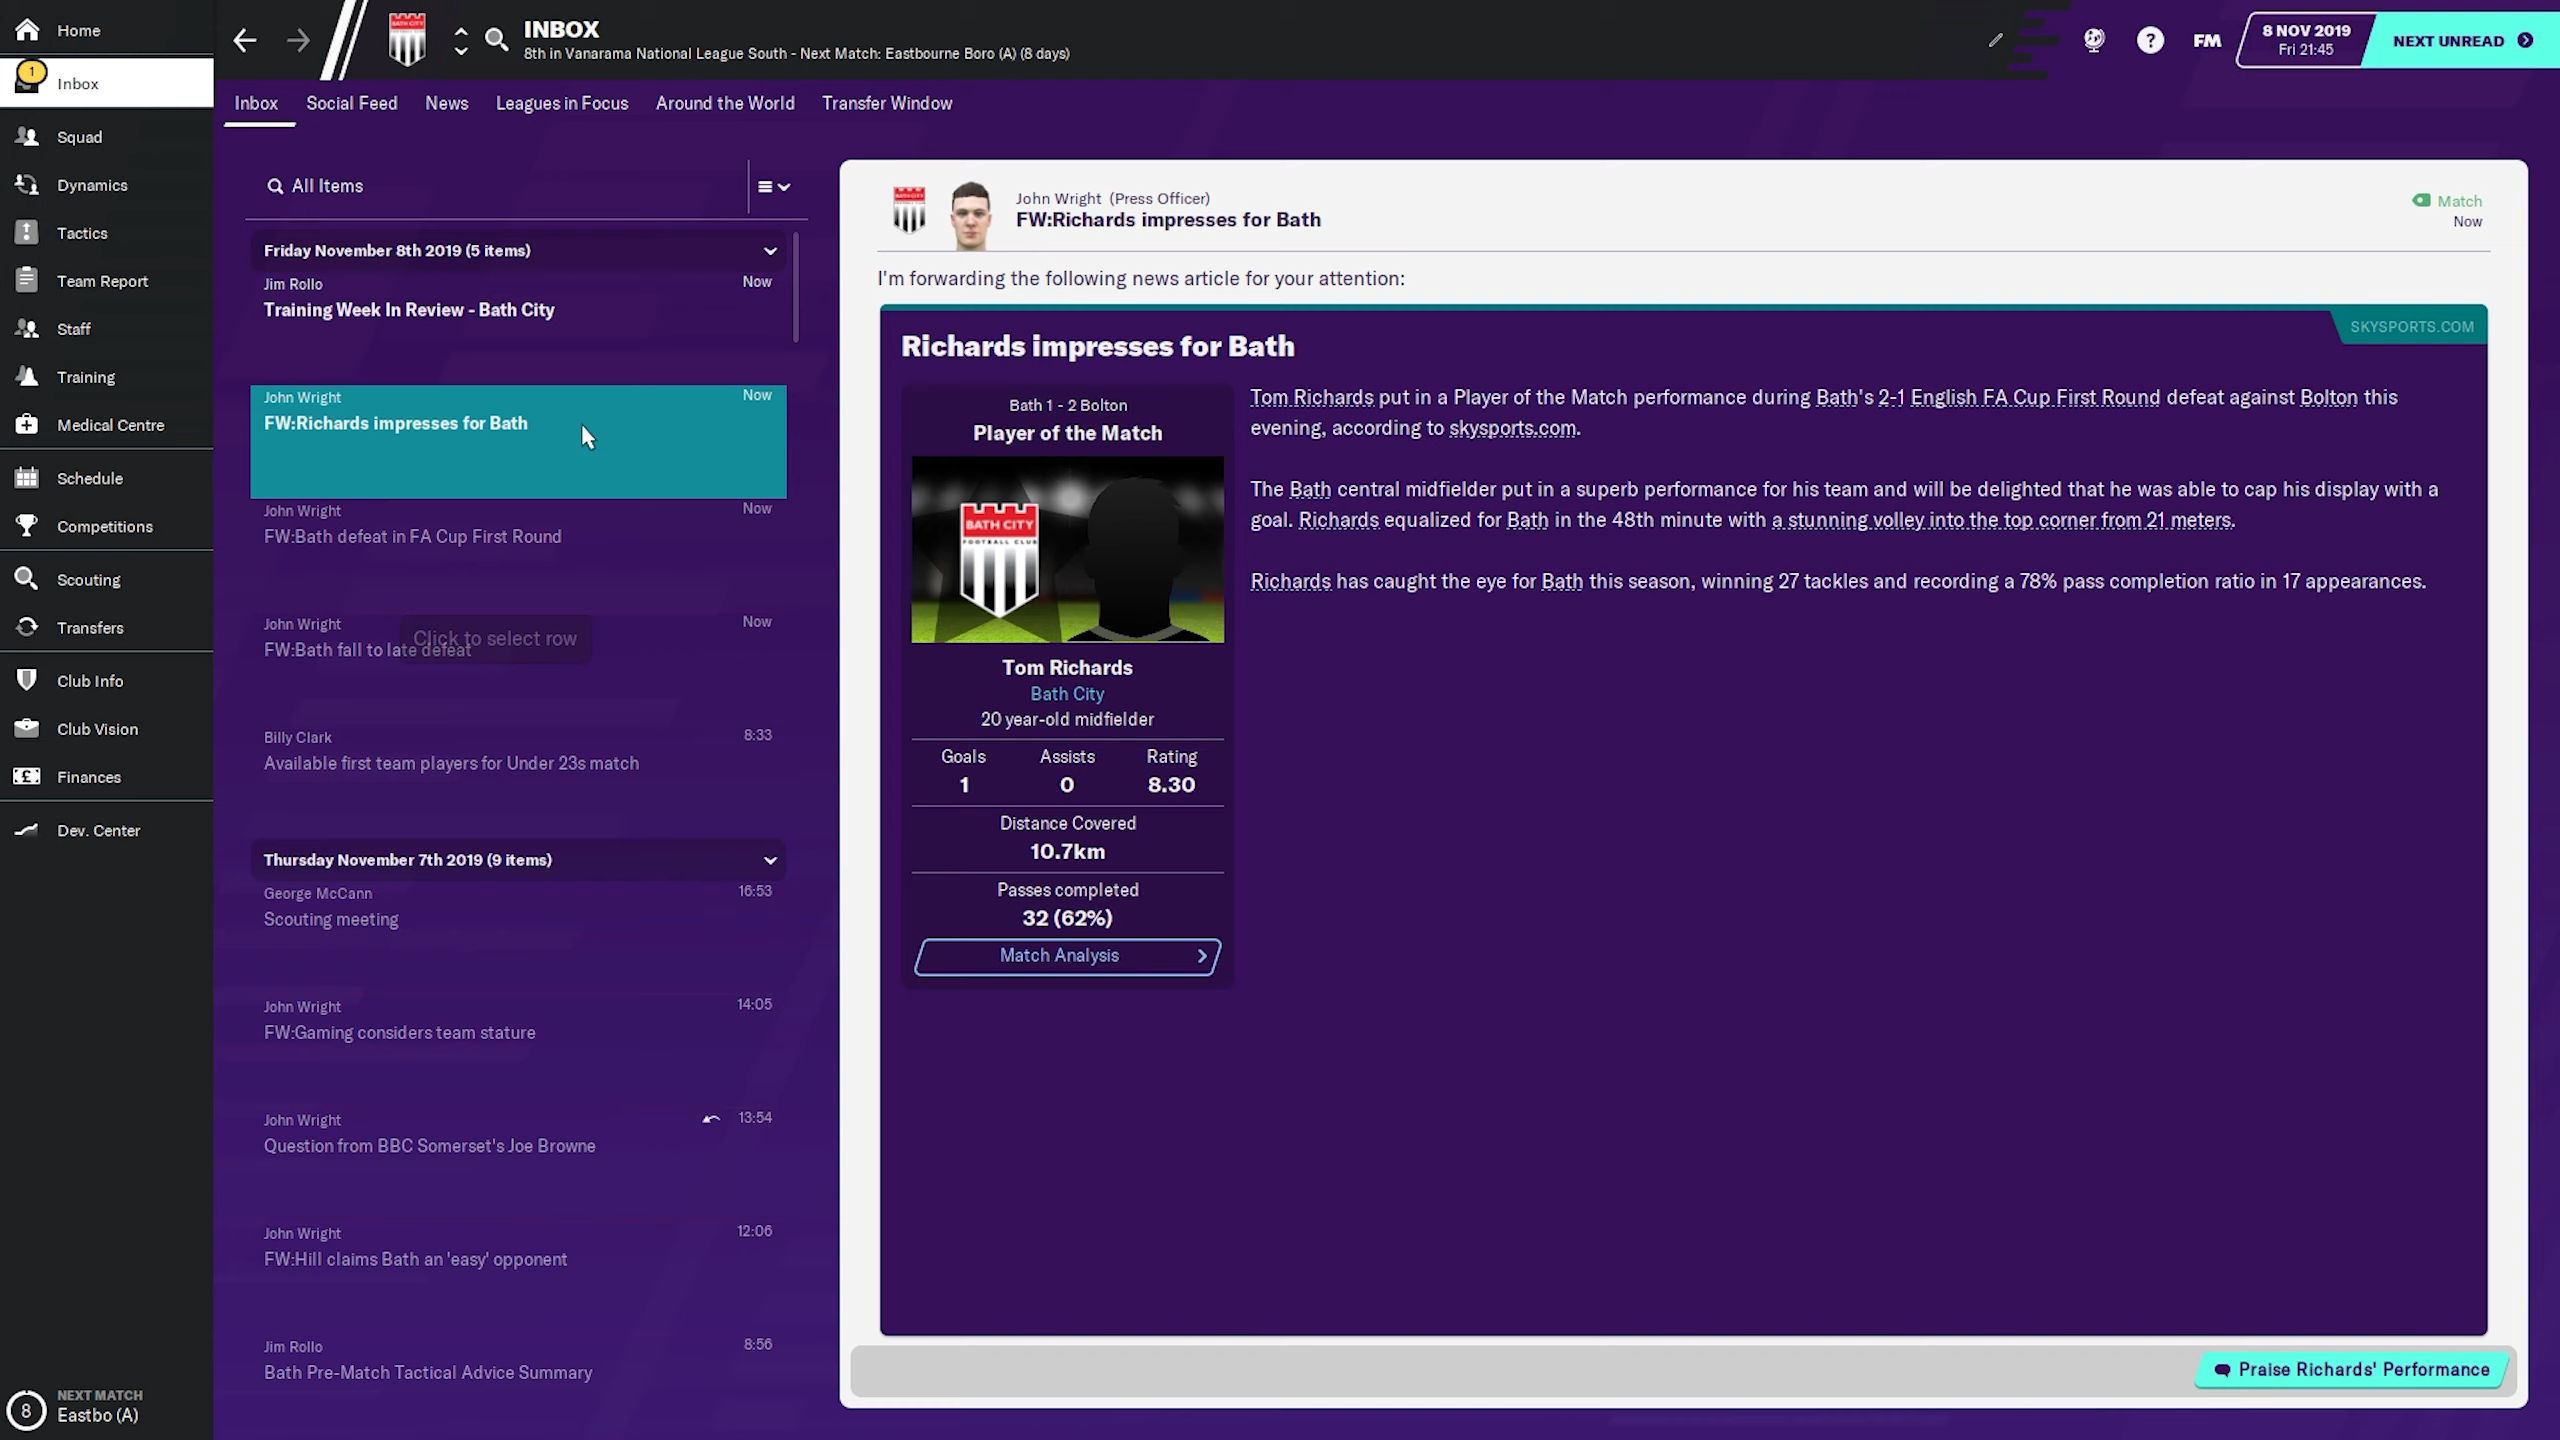 Home
Inbox
1
Squad
Dynamics
Tactics
Team Report
Staff
Training
Medical Centre
Schedule
Competitions
Scouting
Transfers
Club Info
Club Vision
Finances
Dev. Center
NEXT MATCH
8
Eastbo (A)
BATH CITY
INBOX
8th in Vanarama National League South - Next Match: Eastbourne Boro (A) (8 days)
?
FM
8 NOV 2019
Fri 21:45
NEXT UNREAD
Inbox Social Feed News Leagues in Focus Around the World Transfer Window
All Items
Friday November 8th 2019 (5 items)
Jim Rollo Now
Training Week In Review - Bath City
John Wright Now
FW:Richards impresses for Bath
John Wright Now
FW:Bath defeat in FA Cup First Round
John Wright Now
FW:Bath fall to late defeat
Click to select row
Billy Clark 8:33
Available first team players for Under 23s match
Thursday November 7th 2019 (9 items)
George McCann 16:53
Scouting meeting
John Wright 14:05
FW:Gaming considers team stature
John Wright 13:54
Question from BBC Somerset's Joe Browne
John Wright 12:06
FW:Hill claims Bath an 'easy' opponent
Jim Rollo 8:56
Bath Pre-Match Tactical Advice Summary
John Wright (Press Officer)
FW:Richards impresses for Bath
Match
Now
I'm forwarding the following news article for your attention:
SKYSPORTS.COM
Richards impresses for Bath
Bath 1 - 2 Bolton
Player of the Match
BATH CITY
FOOTBALL CLUB
Tom Richards
Bath City
20 year-old midfielder
Goals Assists Rating
1 0 8.30
Distance Covered
10.7km
Passes completed
32 (62%)
Match Analysis
Tom Richards put in a Player of the Match performance during Bath's 2-1 English FA Cup First Round defeat against Bolton this
evening, according to skysports.com.
The Bath central midfielder put in a superb performance for his team and will be delighted that he was able to cap his display with a
goal. Richards equalized for Bath in the 48th minute with a stunning volley into the top corner from 21 meters.
Richards has caught the eye for Bath this season, winning 27 tackles and recording a 78% pass completion ratio in 17 appearances.
Praise Richards' Performance